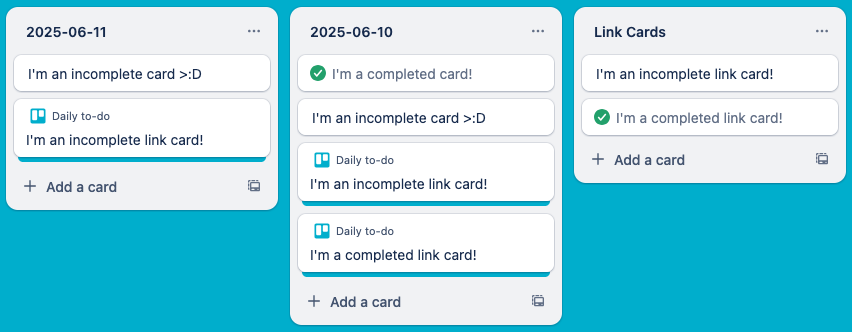 2025-06-11
I'm an incomplete card >:D
Daily to-do
I'm an incomplete link card!
+ Add a card
2025-06-10
I'm a completed card!
I'm an incomplete card >:D
Daily to-do
I'm an incomplete link card!
Daily to-do
I'm a completed link card!
+ Add a card
Link Cards
I'm an incomplete link card!
I'm a completed link card!
+ Add a card